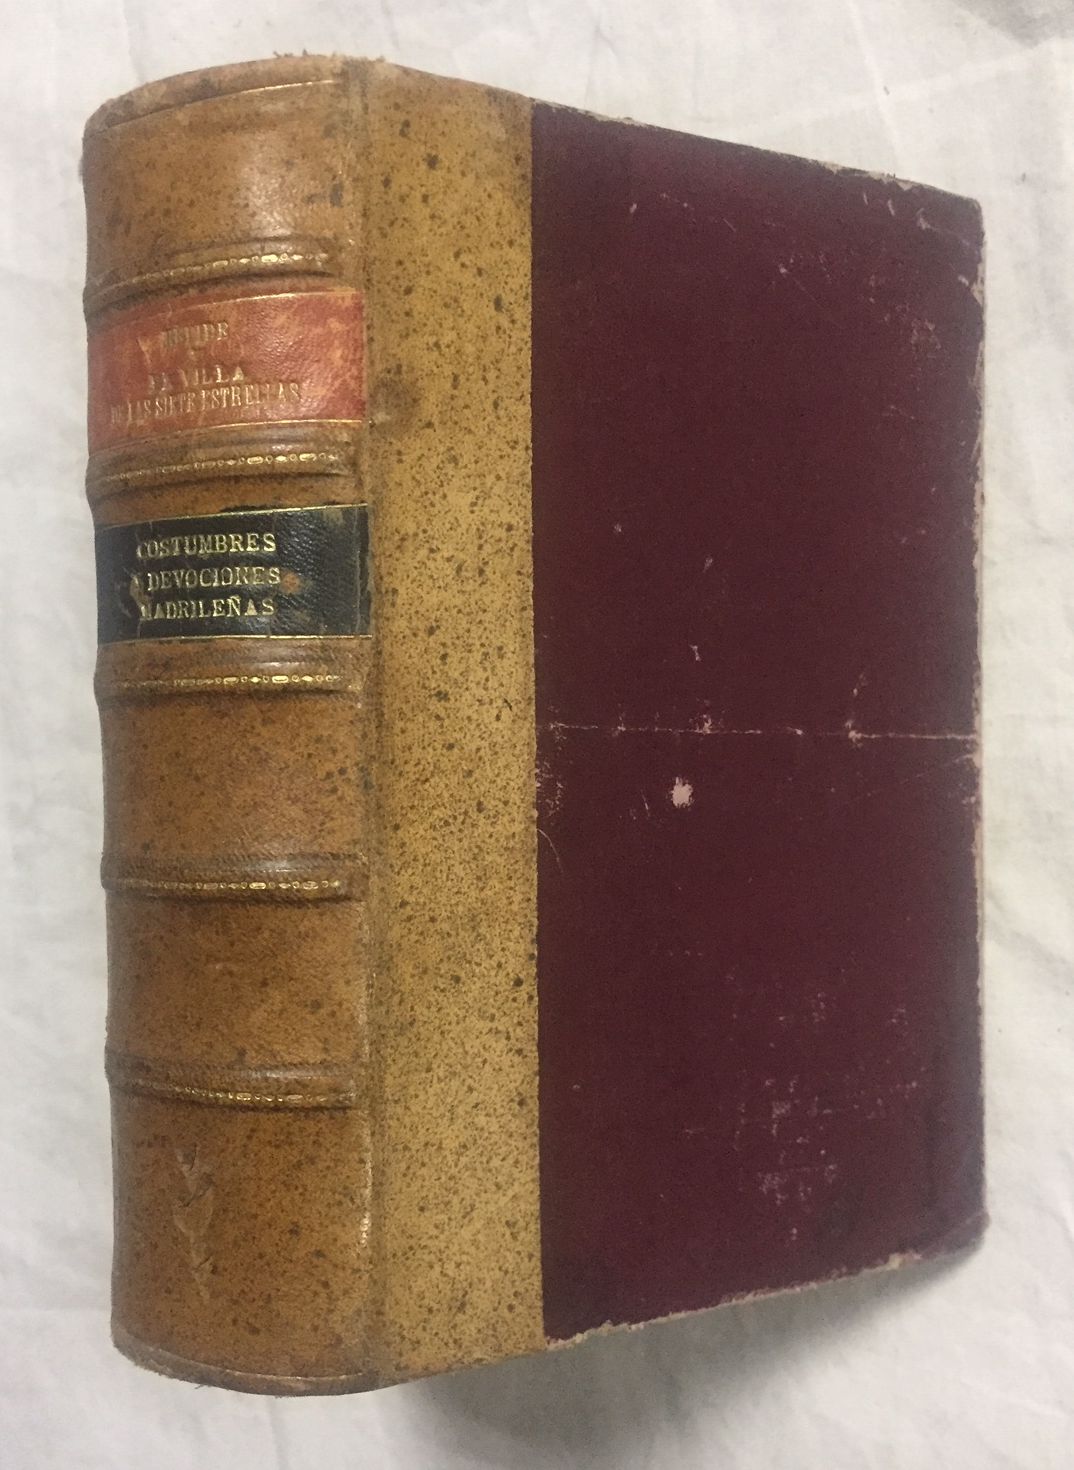 LA VILLA
DE LAS SIETE ESTRELLAS
COSTUMBRES
Y DEVOCIONES
MADRILEÑAS